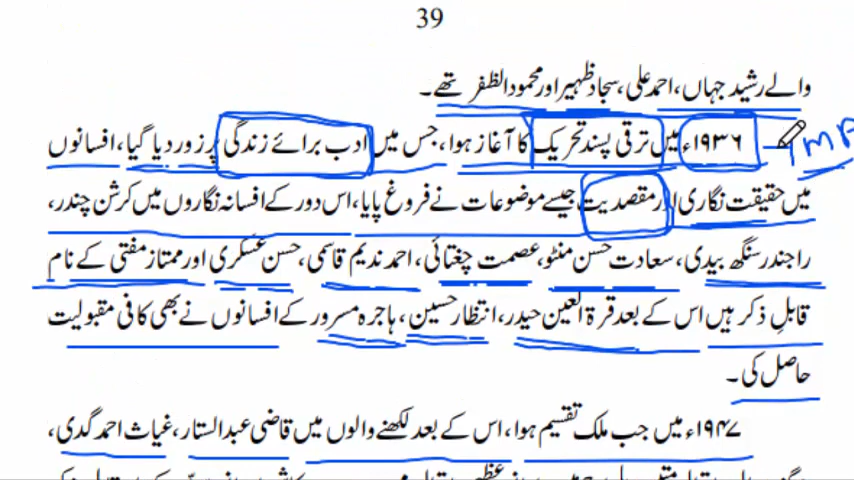 39
والے رشید جہاں، احمد علی، سجاد ظہیر اور محمود الظفر تھے۔
۱۹۳۶ء میں ترقی پسند تحریک کا آغاز ہوا، جس میں ادب برائے زندگی پر زور دیا گیا، افسانوں IMP
میں حقیقت نگاری اور مقصدیت جیسے موضوعات نے فروغ پایا، اس دور کے افسانہ نگاروں میں کرشن چندر،
راجندر سنگھ بیدی، سعادت حسن منٹو، عصمت چغتائی، احمد ندیم قاسمی، حسن عسکری اور ممتاز مفتی کے نام
قابلِ ذکر ہیں اس کے بعد قرۃ العین حیدر، انتظار حسین، ہاجرہ مسرور کے افسانوں نے بھی کافی مقبولیت
حاصل کی۔
۱۹۴۷ء میں جب ملک تقسیم ہوا، اس کے بعد لکھنے والوں میں قاضی عبدالستار، غیاث احمد گدی،